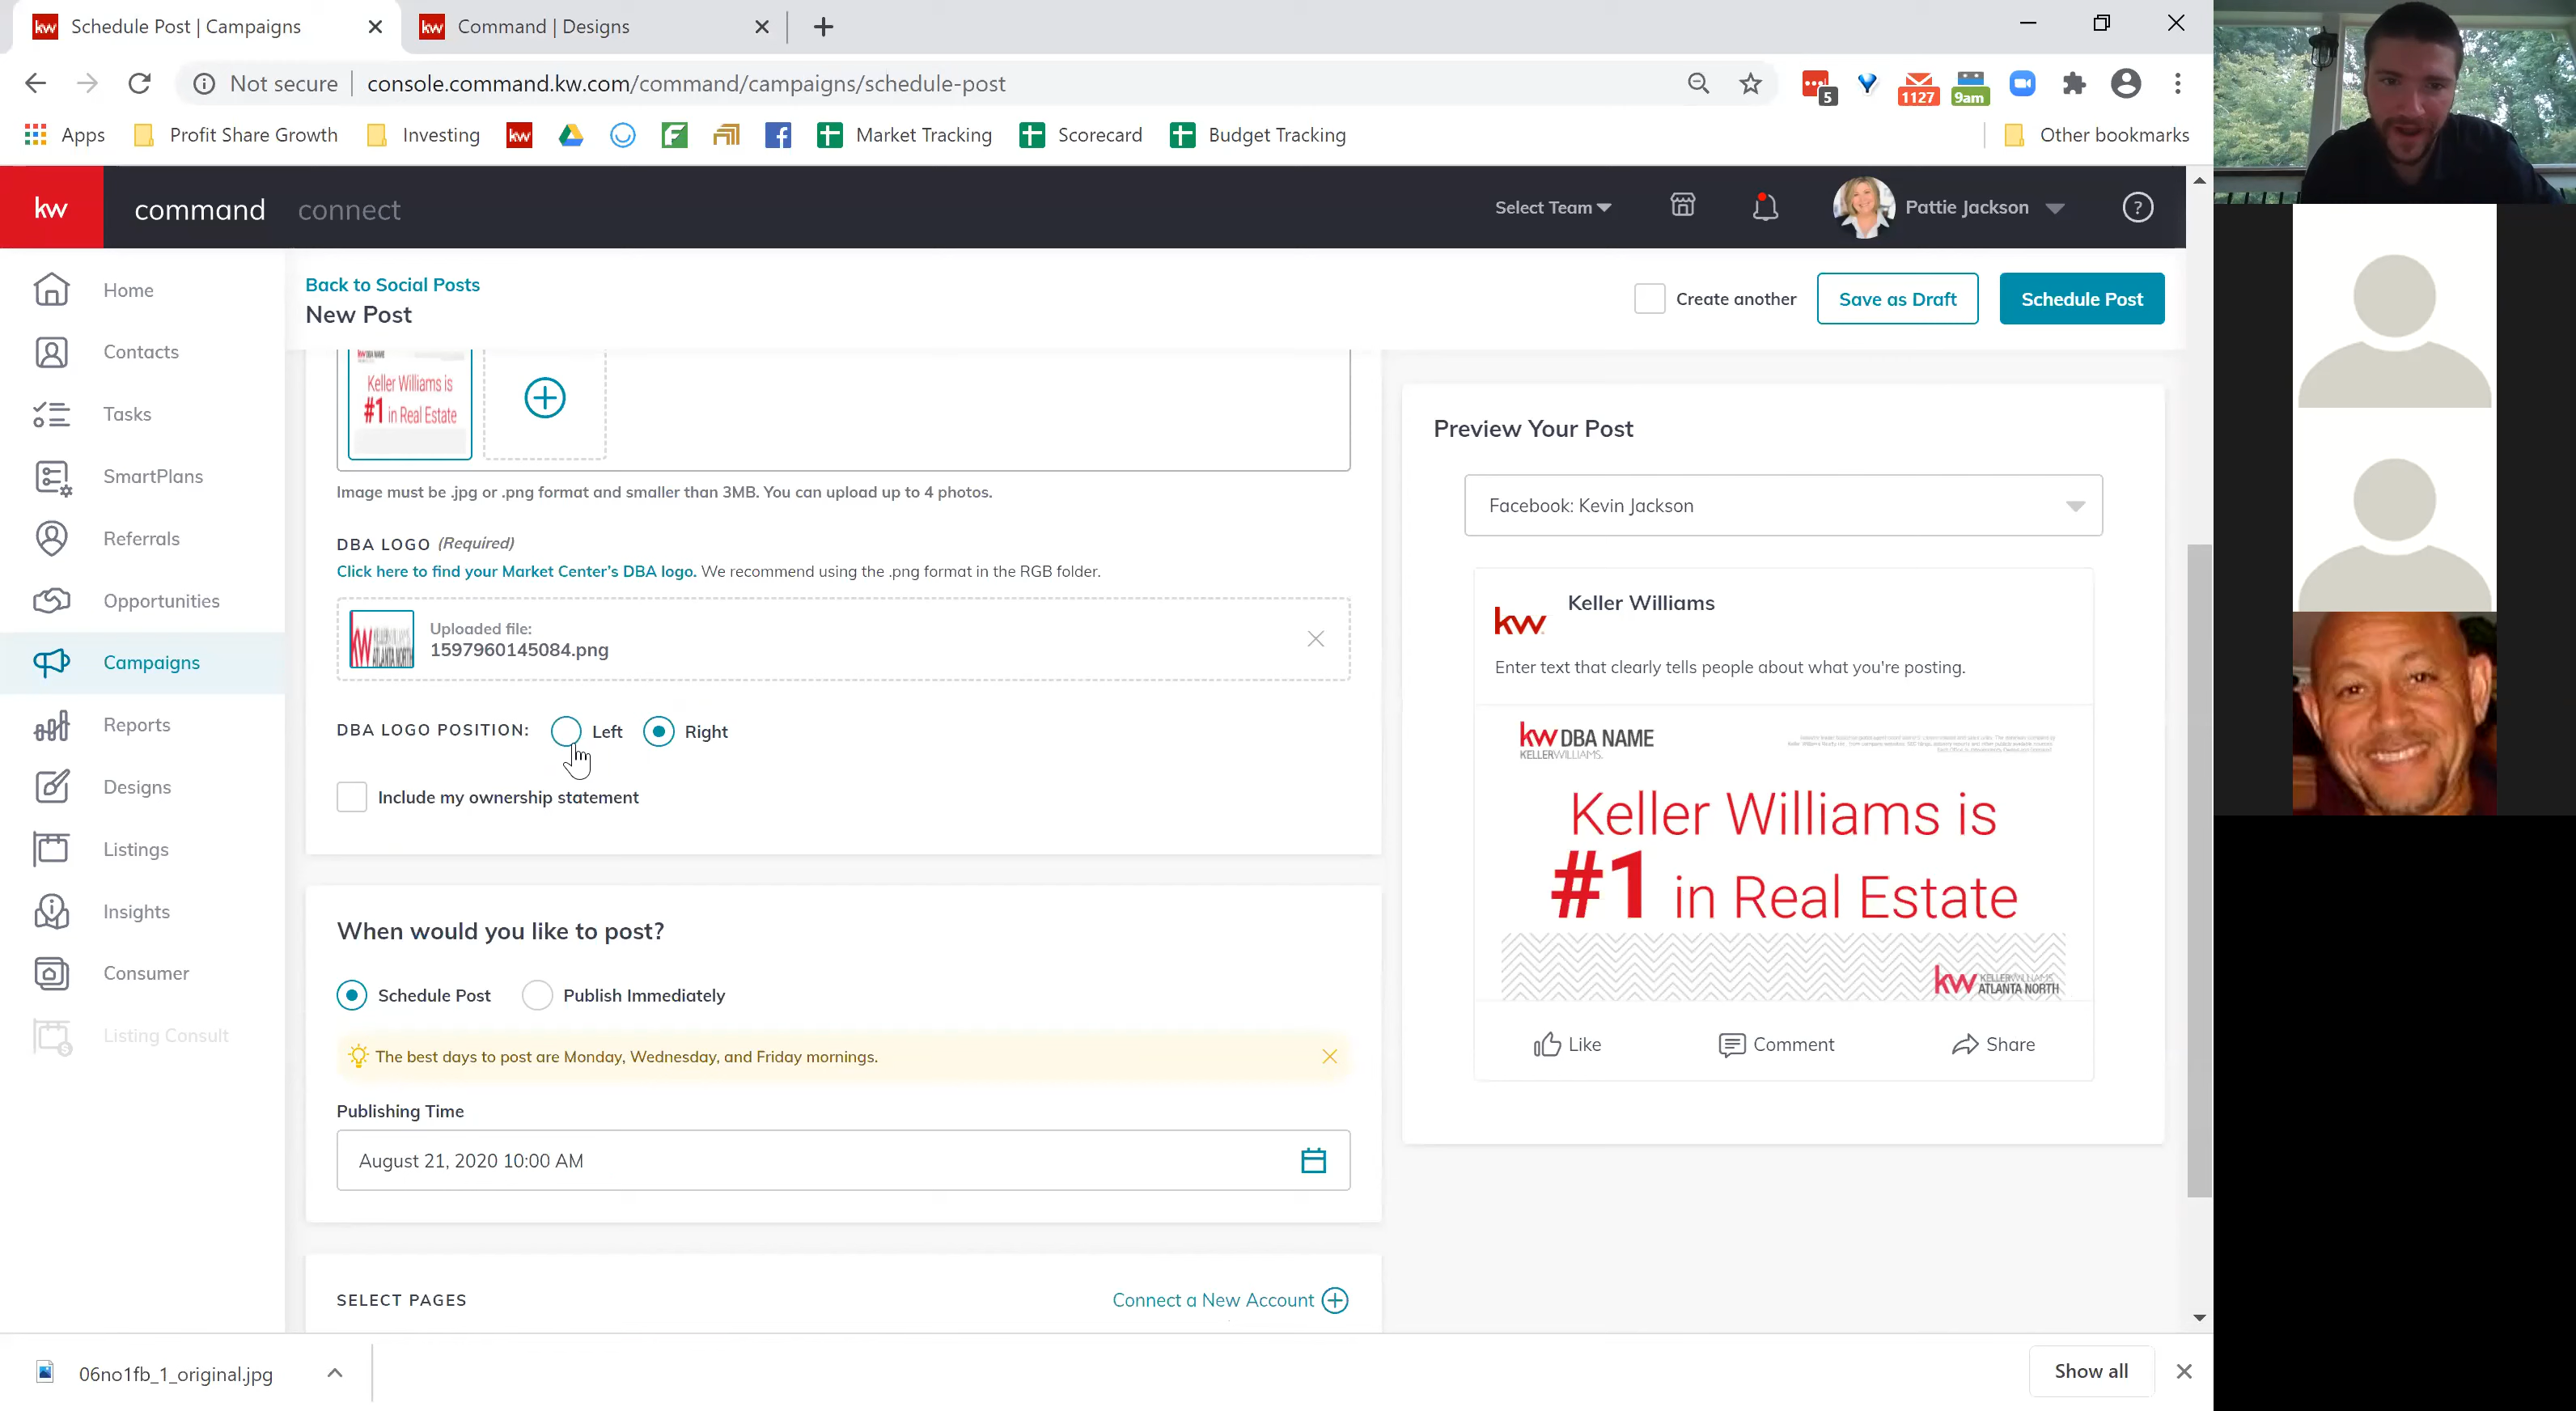 Schedule Post | Campaigns
Command | Designs
Not secure
console.command.kw.com/command/campaigns/schedule-post
5
1127
9am
Apps
Profit Share Growth
Investing
kw
Market Tracking
Scorecard
Budget Tracking
Other bookmarks
kw
command
connect
Select Team
Pattie Jackson
?
Home
Contacts
Tasks
SmartPlans
Referrals
Opportunities
Campaigns
Reports
Designs
Listings
Insights
Consumer
Listing Consult
Back to Social Posts
New Post
Create another
Save as Draft
Schedule Post
Keller Williams is
#1 in Real Estate
Image must be .jpg or .png format and smaller than 3MB. You can upload up to 4 photos.
DBA LOGO (Required)
Click here to find your Market Center's DBA logo. We recommend using the .png format in the RGB folder.
Uploaded file:
1597960145084.png
DBA LOGO POSITION:
Left
Right
Include my ownership statement
When would you like to post?
Schedule Post
Publish Immediately
The best days to post are Monday, Wednesday, and Friday mornings.
Publishing Time
August 21, 2020 10:00 AM
SELECT PAGES
Connect a New Account
Preview Your Post
Facebook: Kevin Jackson
kw
Keller Williams
Enter text that clearly tells people about what you're posting.
kw DBA NAME
KELLERWILLIAMS.
Keller Williams is
#1 in Real Estate
kw KELLERWILLIAMS
ATLANTA NORTH
Like
Comment
Share
06no1fb_1_original.jpg
Show all